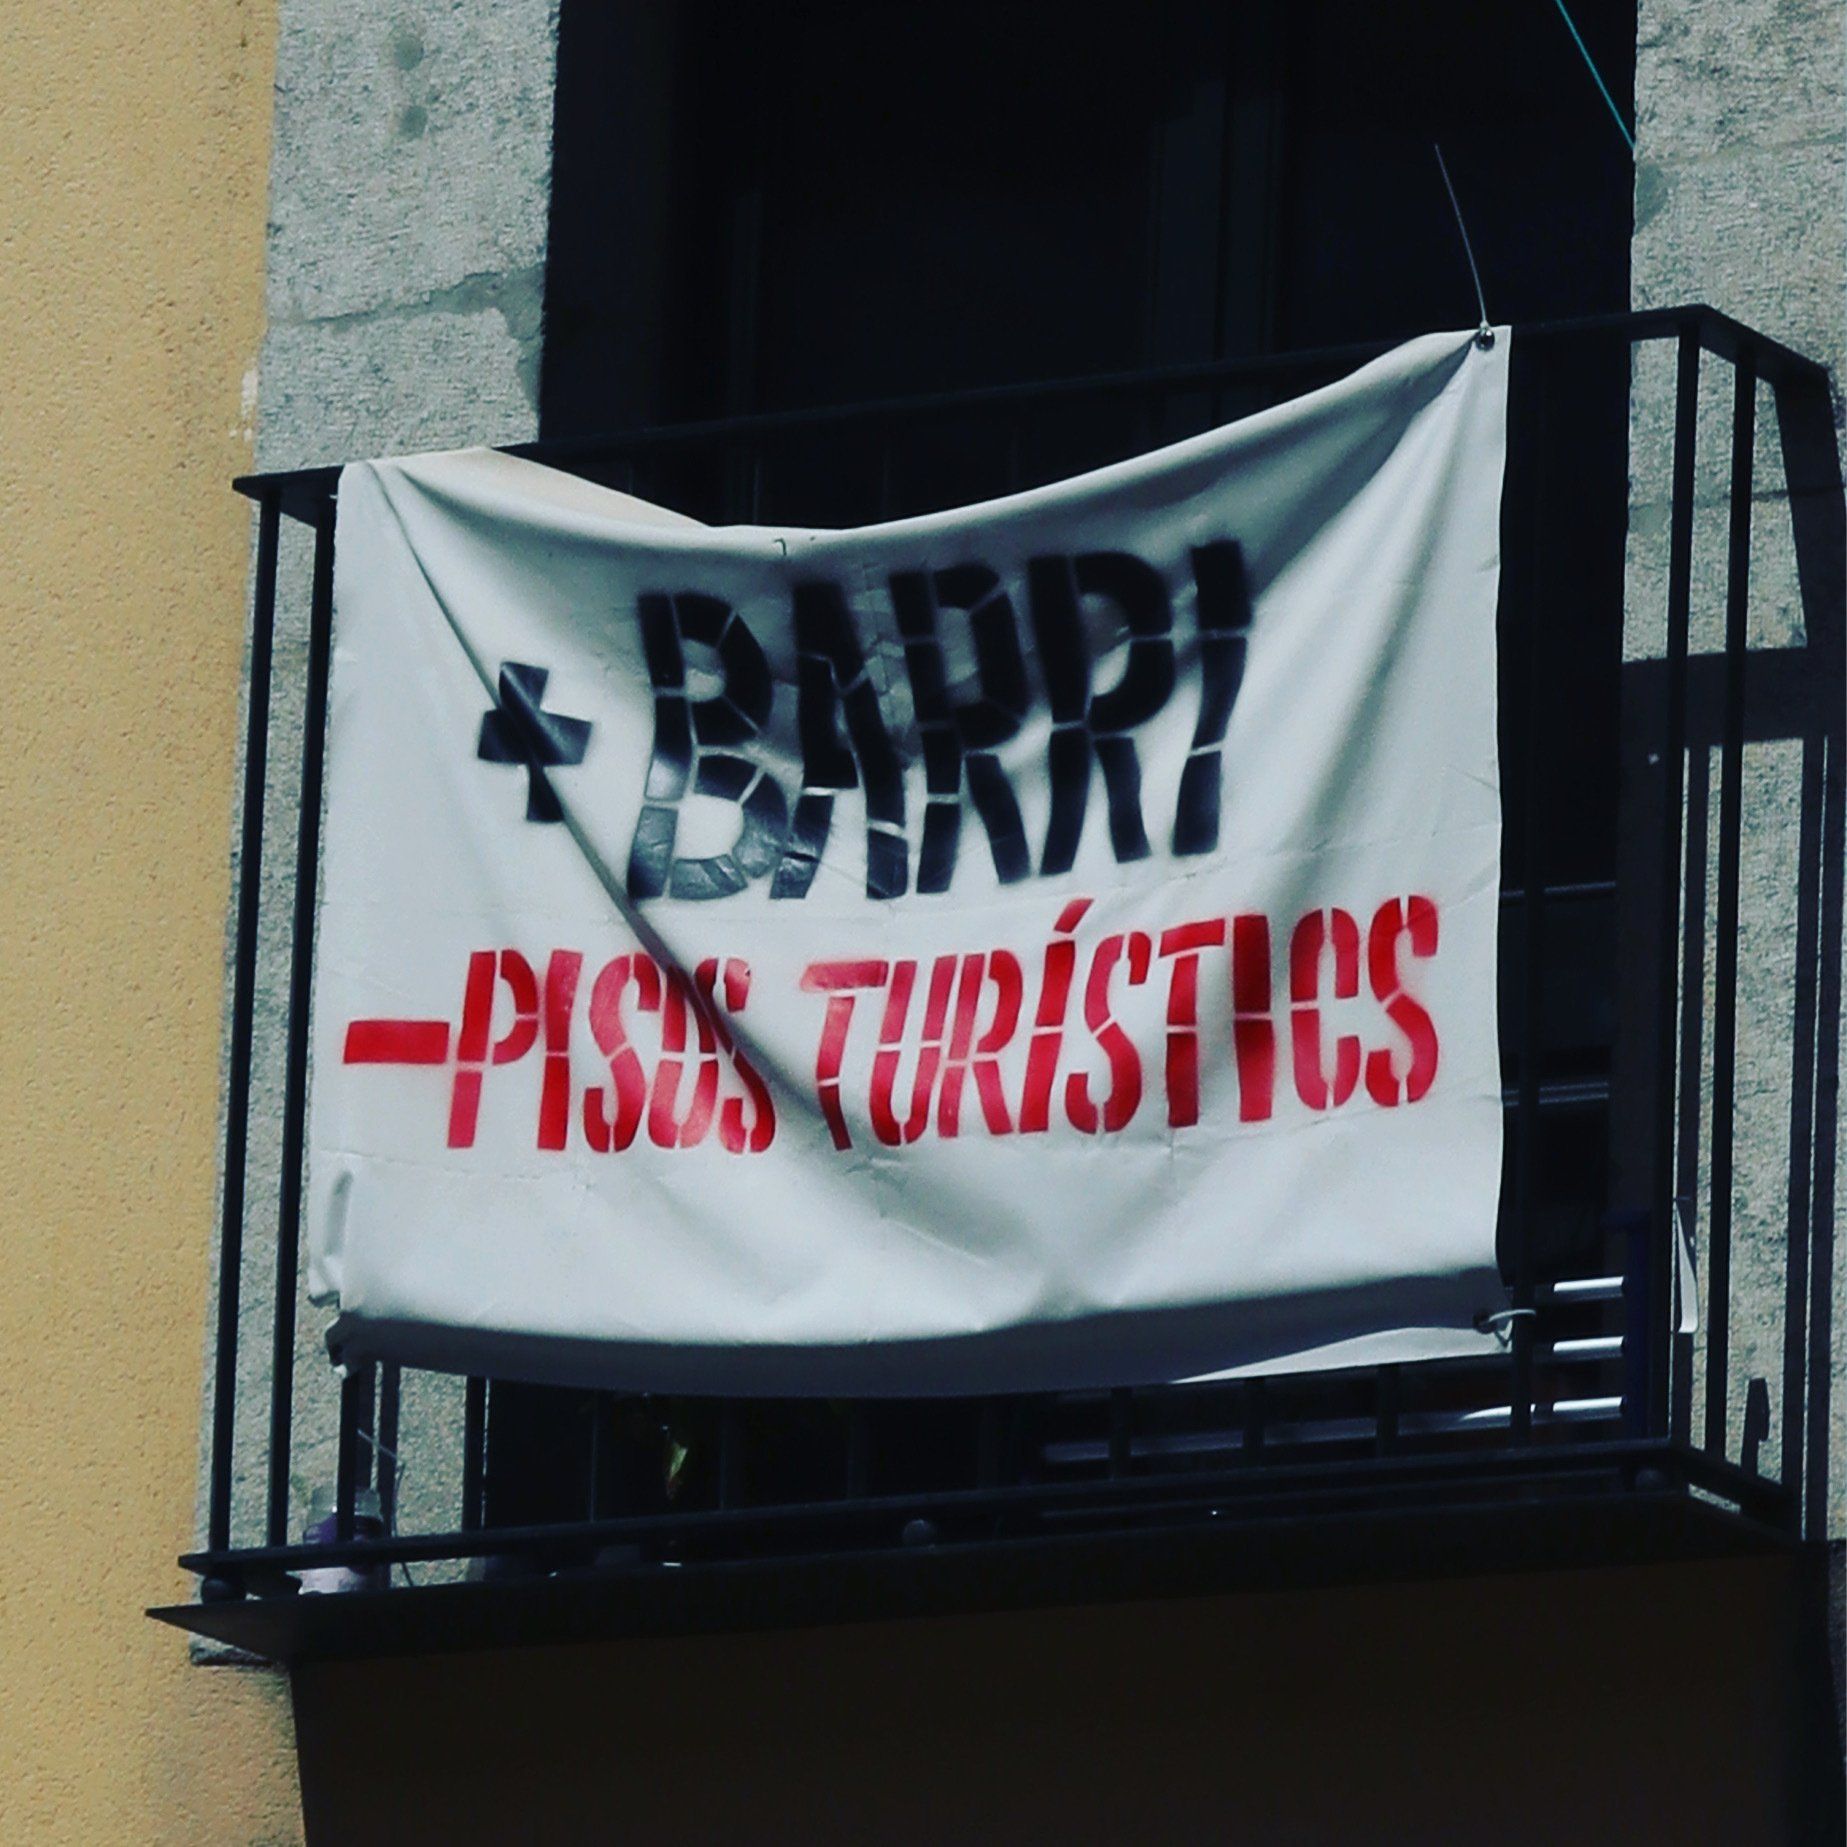 + BARRI
- PISOS TURÍSTICS